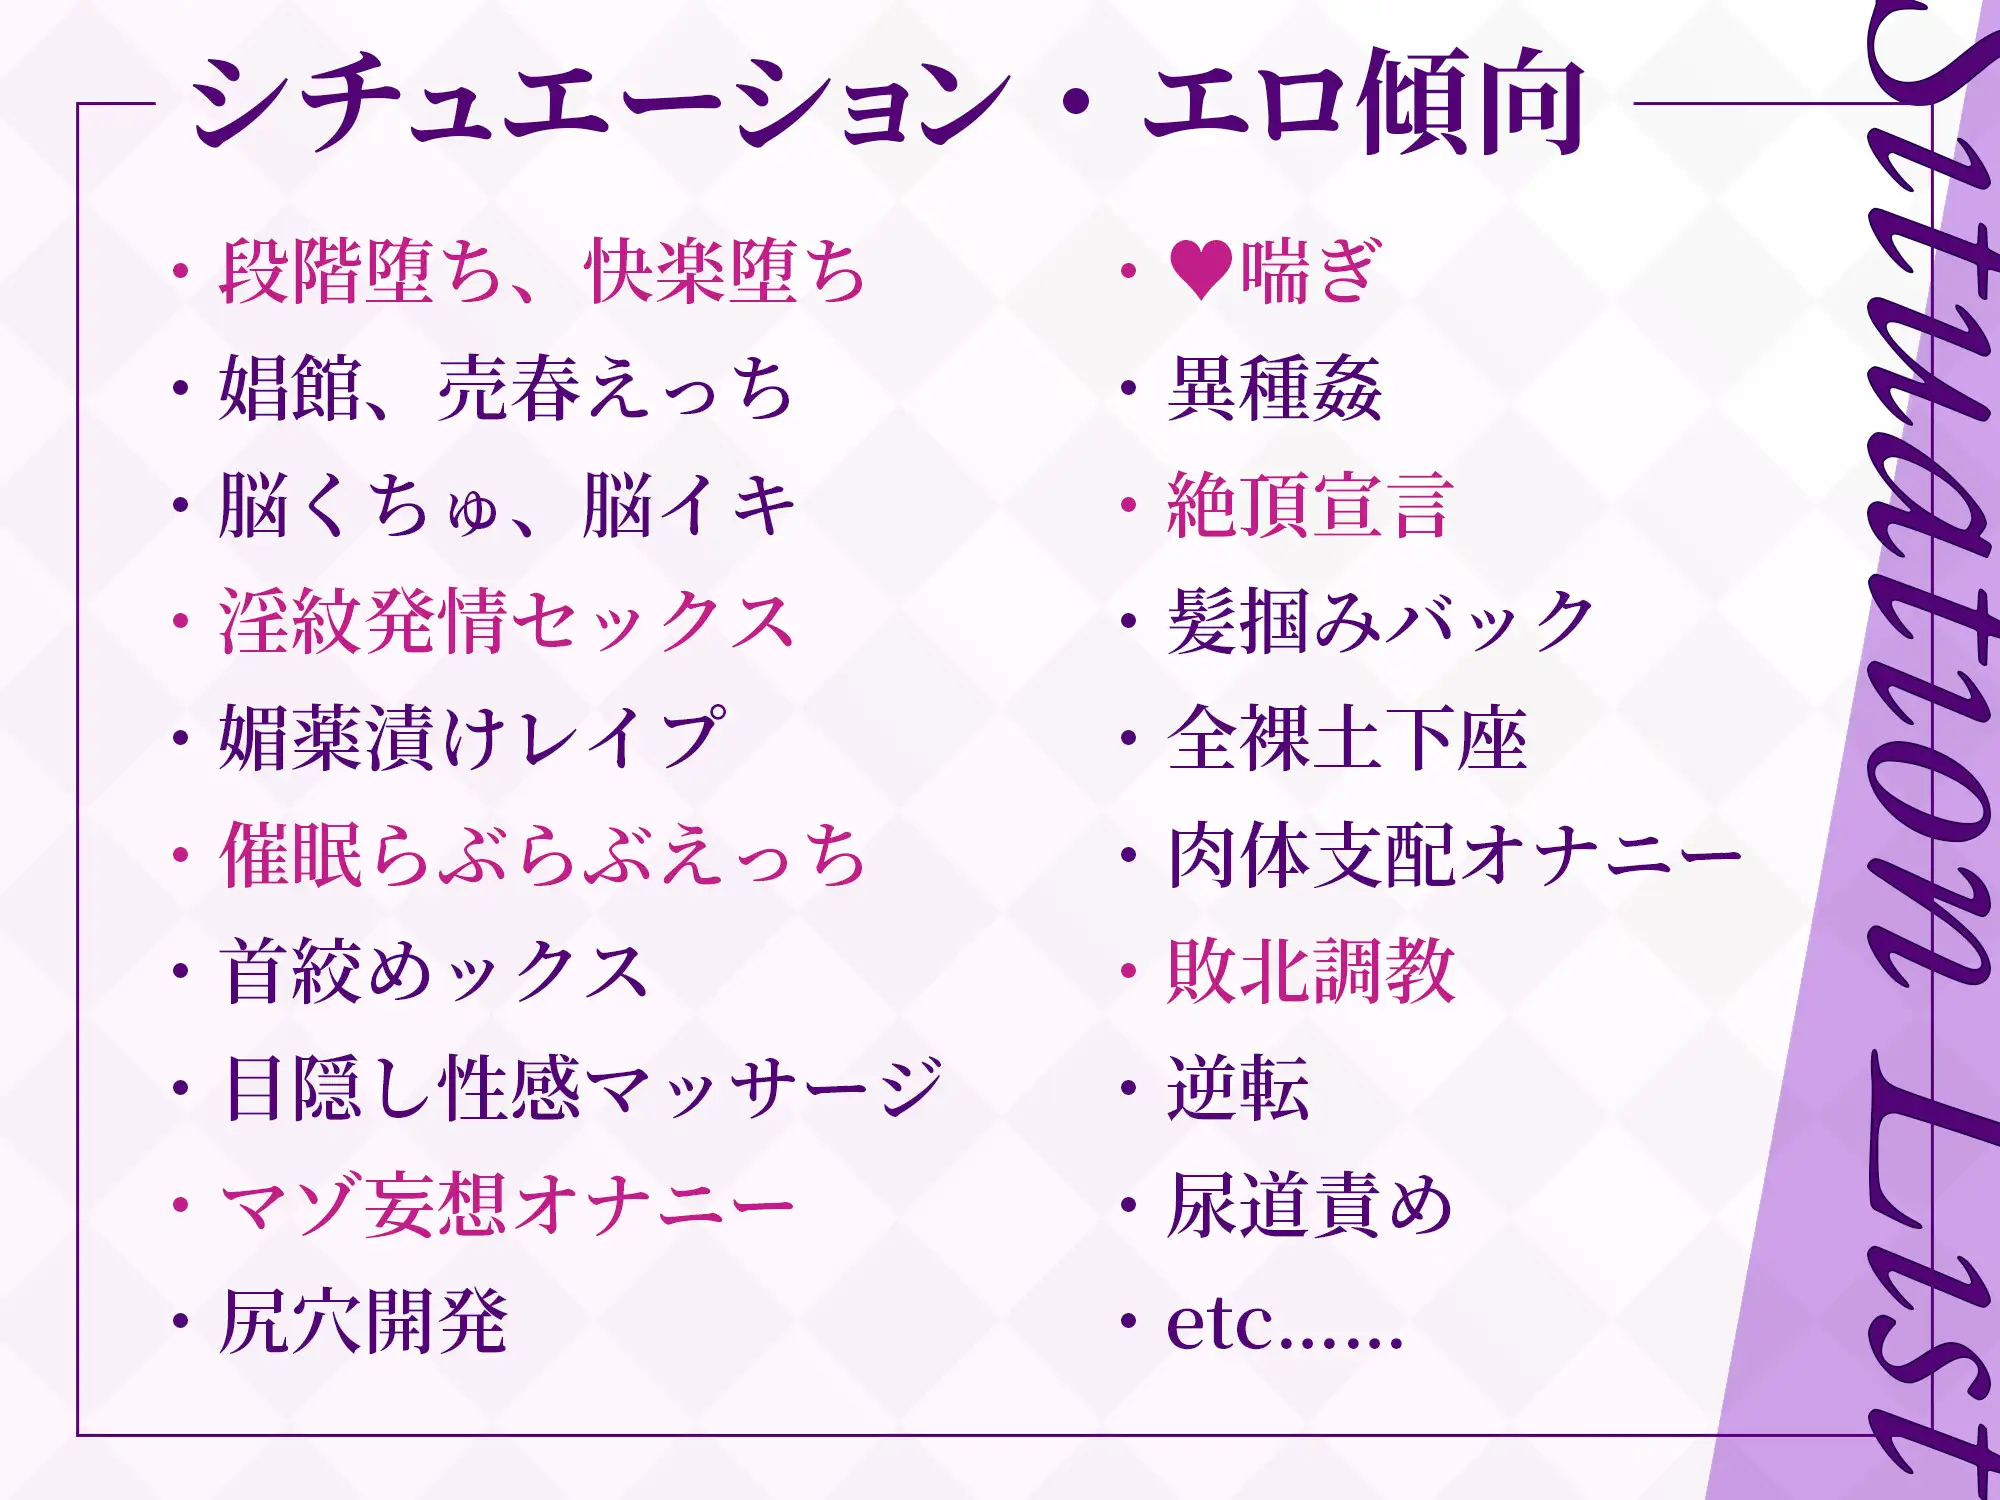 シチュエーション・エロ傾向
・段階堕ち、快楽堕ち
・娼館、売春えっち
・脳くちゅ、脳イキ
・淫紋発情セックス
・媚薬漬けレイプ
・催眠らぶらぶえっち
・首絞めックス
・目隠し性感マッサージ
・マゾ妄想オナニー
・尻穴開発
・♥喘ぎ
・異種姦
・絶頂宣言
・髪掴みバック
・全裸土下座
・肉体支配オナニー
・敗北調教
・逆転
・尿道責め
・etc……
Situation List